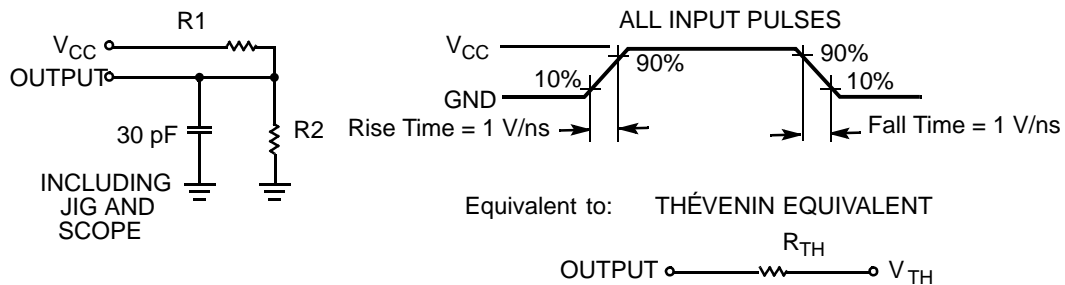 R1
V_CC
OUTPUT
30 pF
R2
INCLUDING
JIG AND
SCOPE
ALL INPUT PULSES
V_CC
GND
10%
90%
90%
10%
Rise Time = 1 V/ns
Fall Time = 1 V/ns
Equivalent to: THÉVENIN EQUIVALENT
R_TH
OUTPUT
V_TH